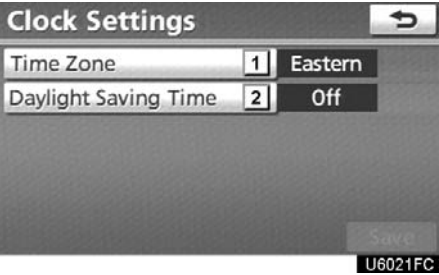 Clock Settings
Time Zone 1 Eastern
Daylight Saving Time 2 Off
Save
U6021FC